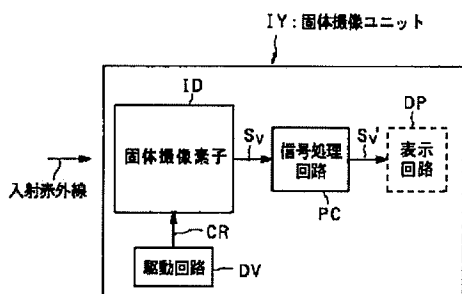 IY:固体撮像ユニット
ID
DP
固体撮像素子
SV
信号処理
回路
SV'
表示
回路
入射赤外線
PC
CR
駆動回路
DV